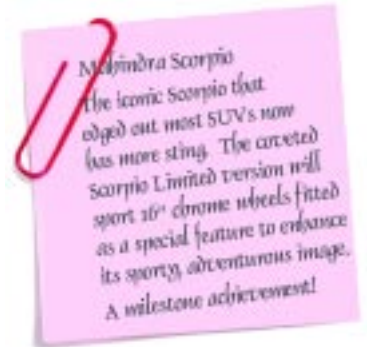 Mahindra Scorpio
The iconic Scorpio that
edged out most SUVs now
has more sting. The coveted
Scorpio Limited version will
sport 16" chrome wheels fitted
as a special feature to enhance
its sporty, adventurous image.
A milestone achievement!